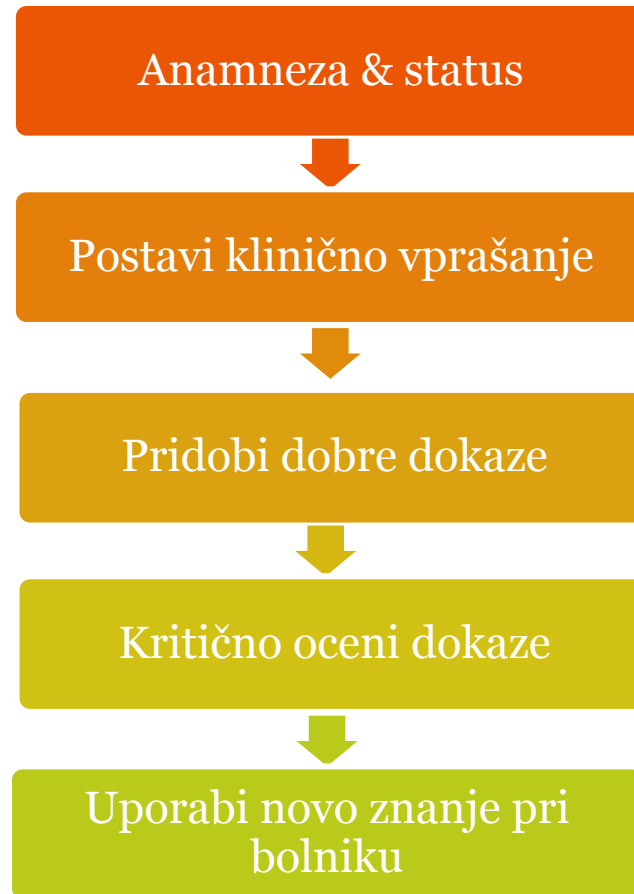 Anamneza & status
Postavi klinično vprašanje
Pridobi dobre dokaze
Kritično oceni dokaze
Uporabi novo znanje pri
bolniku